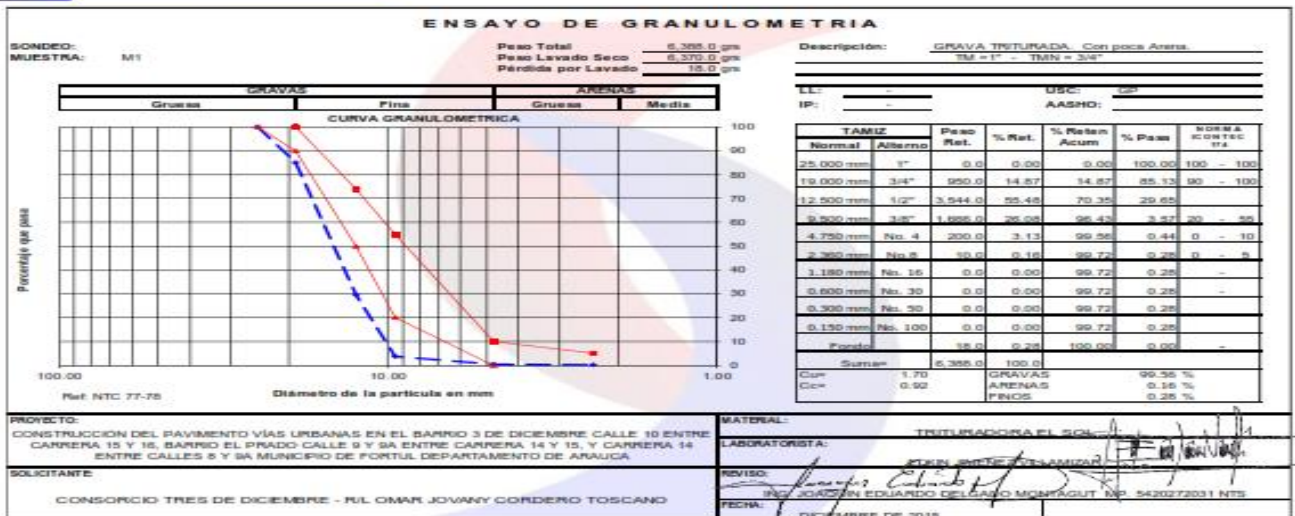 ENSAYO DE GRANULOMETRIA
SONDEO:
MUESTRA: M1
Peso Total 6,388.0 gm
Peso Lavado Seco 6,370.0 gm
Pérdida por Lavado 18.0 gm
Descripción: GRAVA TRITURADA. Con poca Arena.
TM = 1" - TMN = 3/4"
GRAVAS ARENAS
Gruesa Fina Gruesa Media
LL: - USC: GP
IP: - AASHO:
CURVA GRANULOMETRICA
100
90
80
70
60
50
40
30
20
10
0
Porcentaje que pasa
100.00 10.00 1.00
Ref: NTC 77-78
Diámetro de la particula en mm
TAMIZ Peso Ret. % Ret. % Reten Acum % Pasa NORMA ICONTEC 174
Normal Alterno
25.000 mm 1" 0.0 0.00 0.00 100.00 100 - 100
19.000 mm 3/4" 950.0 14.87 14.87 85.13 90 - 100
12.500 mm 1/2" 3,544.0 55.48 70.35 29.65
9.500 mm 3/8" 1,666.0 26.08 96.43 3.57 20 - 55
4.750 mm No. 4 200.0 3.13 99.56 0.44 0 - 10
2.360 mm No.8 10.0 0.16 99.72 0.28 0 - 5
1.180 mm No. 16 0.0 0.00 99.72 0.28 -
0.600 mm No. 30 0.0 0.00 99.72 0.28 -
0.300 mm No. 50 0.0 0.00 99.72 0.28
0.150 mm No. 100 0.0 0.00 99.72 0.28
Fondo 18.0 0.28 100.00 0.00 -
Suma= 6,388.0 100.0
Cu= 1.70 GRAVAS 99.56 %
Cc= 0.92 ARENAS 0.16 %
FINOS 0.28 %
PROYECTO:
CONSTRUCCIÓN DEL PAVIMENTO VÍAS URBANAS EN EL BARRIO 3 DE DICIEMBRE CALLE 10 ENTRE
CARRERA 15 Y 16, BARRIO EL PRADO CALLE 9 Y 9A ENTRE CARRERA 14 Y 15, Y CARRERA 14
ENTRE CALLES 8 Y 9A MUNICIPIO DE FORTUL DEPARTAMENTO DE ARAUCA
MATERIAL:
TRITURADORA EL SOL
LABORATORISTA:
EDKIN JIMENEZ VILLAMIZAR
SOLICITANTE:
CONSORCIO TRES DE DICIEMBRE - R/L OMAR JOVANY CORDERO TOSCANO
REVISO:
ING. JOAQUIN EDUARDO DELGADO MONTAGUT MP. 5420272031 NTS
FECHA:
DICIEMBRE DE 2015